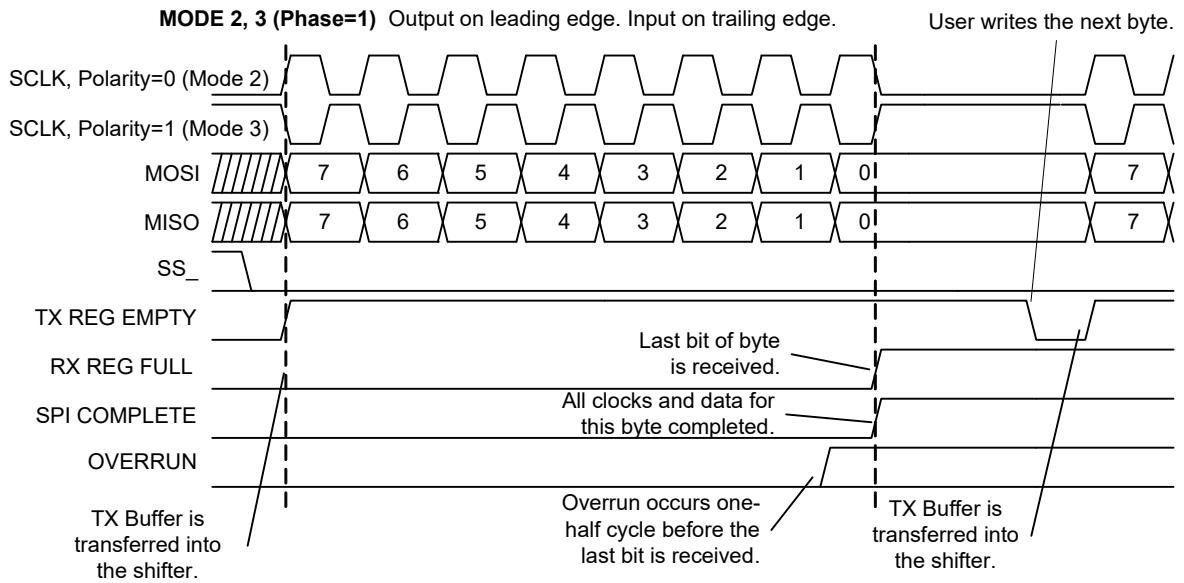 MODE 2, 3 (Phase=1) Output on leading edge. Input on trailing edge.
User writes the next byte.
SCLK, Polarity=0 (Mode 2)
SCLK, Polarity=1 (Mode 3)
MOSI 7 6 5 4 3 2 1 0 7
MISO 7 6 5 4 3 2 1 0 7
SS_
TX REG EMPTY
Last bit of byte
is received.
RX REG FULL
All clocks and data for
this byte completed.
SPI COMPLETE
OVERRUN
TX Buffer is
transferred into
the shifter.
Overrun occurs one-
half cycle before the
last bit is received.
TX Buffer is
transferred into
the shifter.